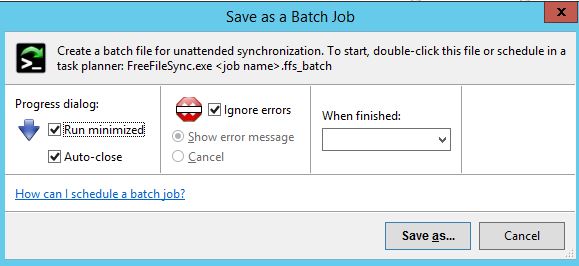 Save as a Batch Job
x
Create a batch file for unattended synchronization. To start, double-click this file or schedule in a
task planner: FreeFileSync.exe <job name>.ffs_batch
Progress dialog:
Run minimized
Auto-close
Ignore errors
Show error message
Cancel
When finished:
How can I schedule a batch job?
Save as...
Cancel